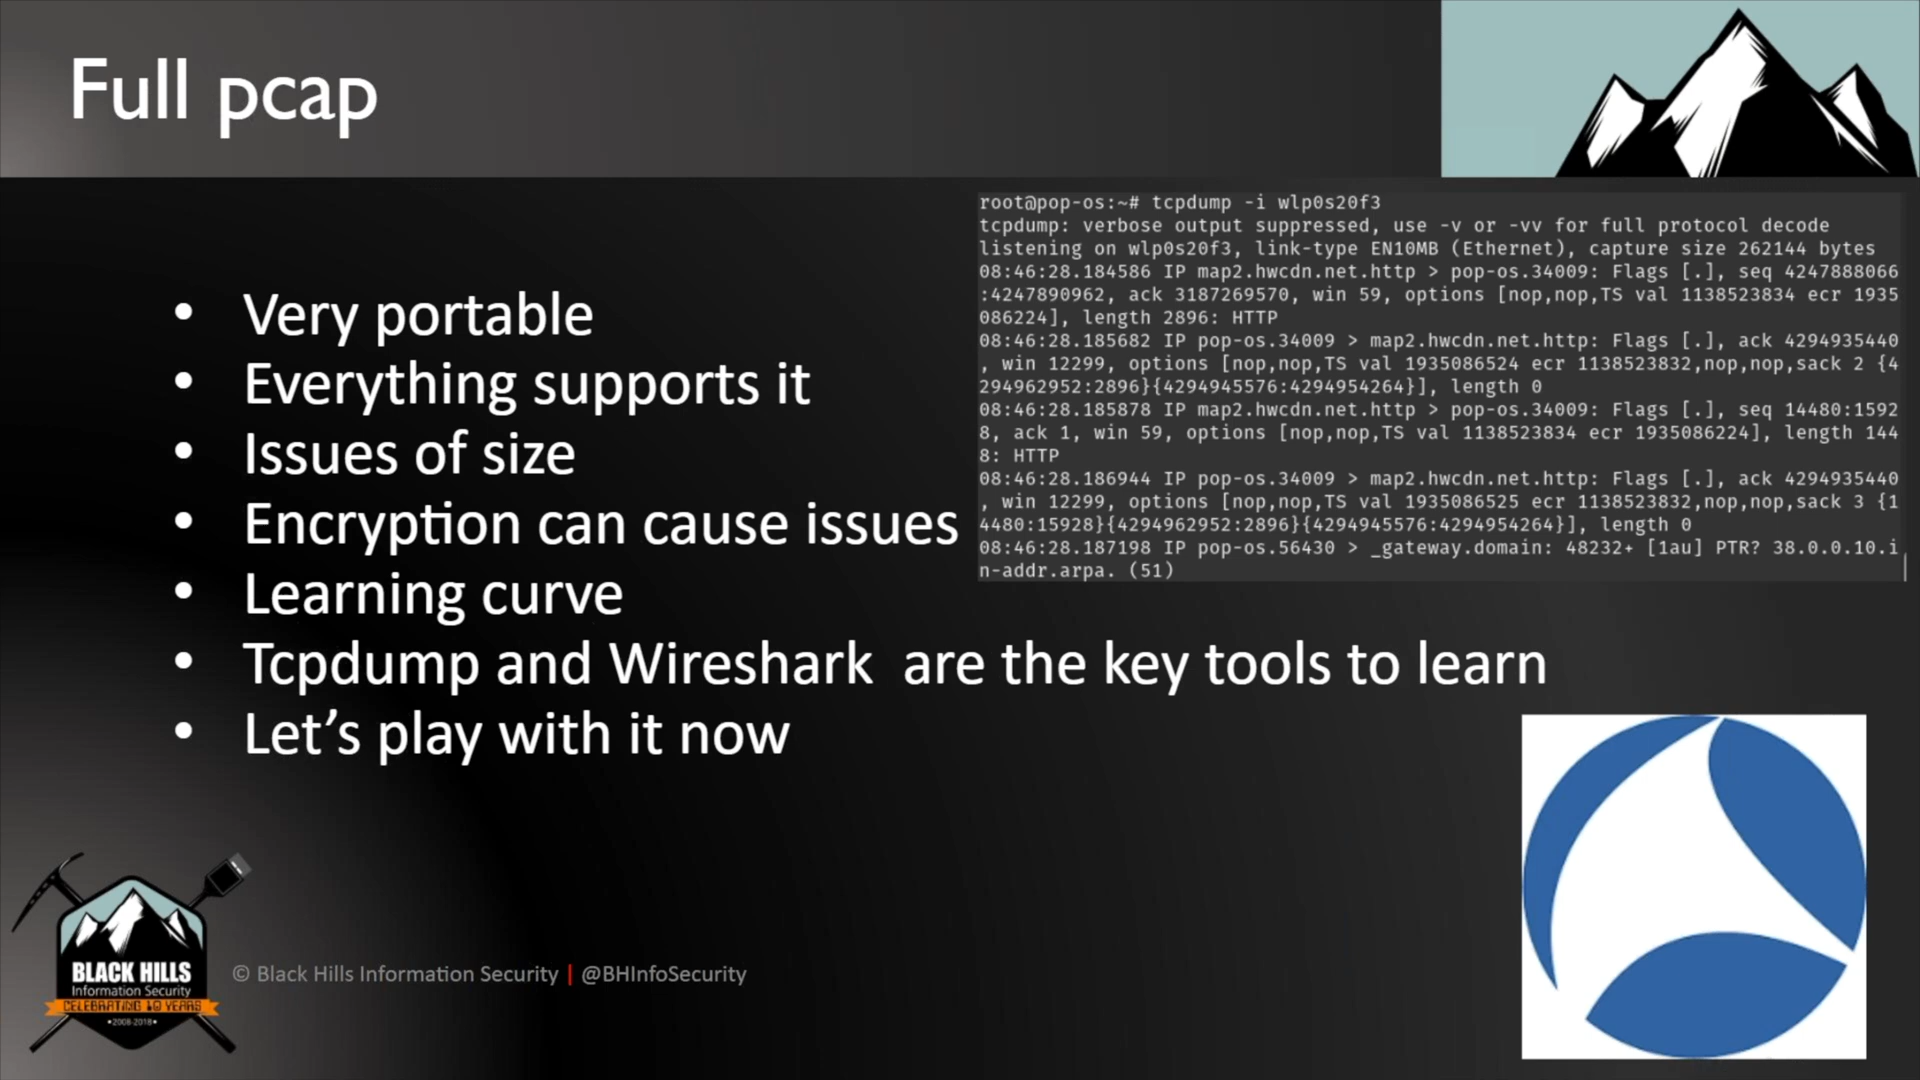 Full pcap
root@pop-os:~# tcpdump -i wlp0s20f3
tcpdump: verbose output suppressed, use -v or -vv for full protocol decode
listening on wlp0s20f3, link-type EN10MB (Ethernet), capture size 262144 bytes
08:46:28.184586 IP map2.hwcdn.net.http > pop-os.34009: Flags [.], seq 4247888066
:4247890962, ack 3187269570, win 59, options [nop,nop,TS val 1138523834 ecr 1935
086224], length 2896: HTTP
08:46:28.185682 IP pop-os.34009 > map2.hwcdn.net.http: Flags [.], ack 4294935440
, win 12299, options [nop,nop,TS val 1935086524 ecr 1138523832,nop,nop,sack 2 {4
294962952:2896}{4294945576:4294954264}], length 0
08:46:28.185878 IP map2.hwcdn.net.http > pop-os.34009: Flags [.], seq 14480:1592
8, ack 1, win 59, options [nop,nop,TS val 1138523834 ecr 1935086224], length 144
8: HTTP
08:46:28.186944 IP pop-os.34009 > map2.hwcdn.net.http: Flags [.], ack 4294935440
, win 12299, options [nop,nop,TS val 1935086525 ecr 1138523832,nop,nop,sack 3 {1
4480:15928}{4294962952:2896}{4294945576:4294954264}], length 0
08:46:28.187198 IP pop-os.56430 > _gateway.domain: 48232+ [1au] PTR? 38.0.0.10.i
n-addr.arpa. (51)
• Very portable
• Everything supports it
• Issues of size
• Encryption can cause issues
• Learning curve
• Tcpdump and Wireshark  are the key tools to learn
• Let’s play with it now
BLACK HILLS
Information Security
CELEBRATING 10 YEARS
•2008-2018•
© Black Hills Information Security | @BHInfoSecurity